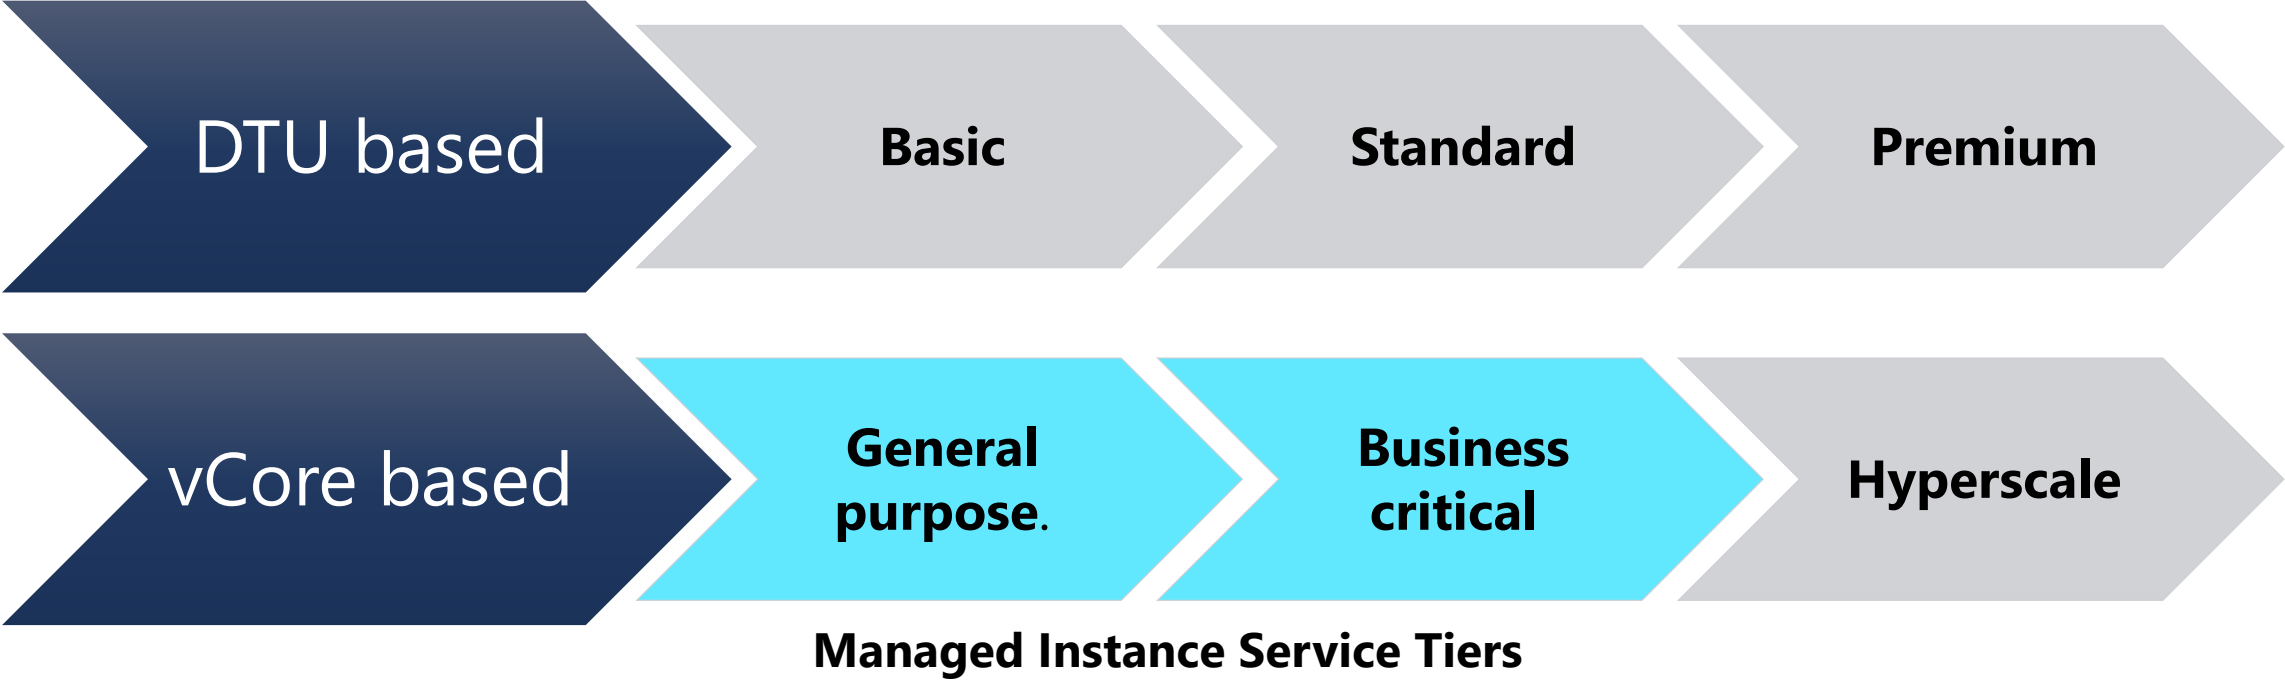 DTU based
Basic
Standard
Premium
vCore based
General
purpose.
Business
critical
Hyperscale
Managed Instance Service Tiers